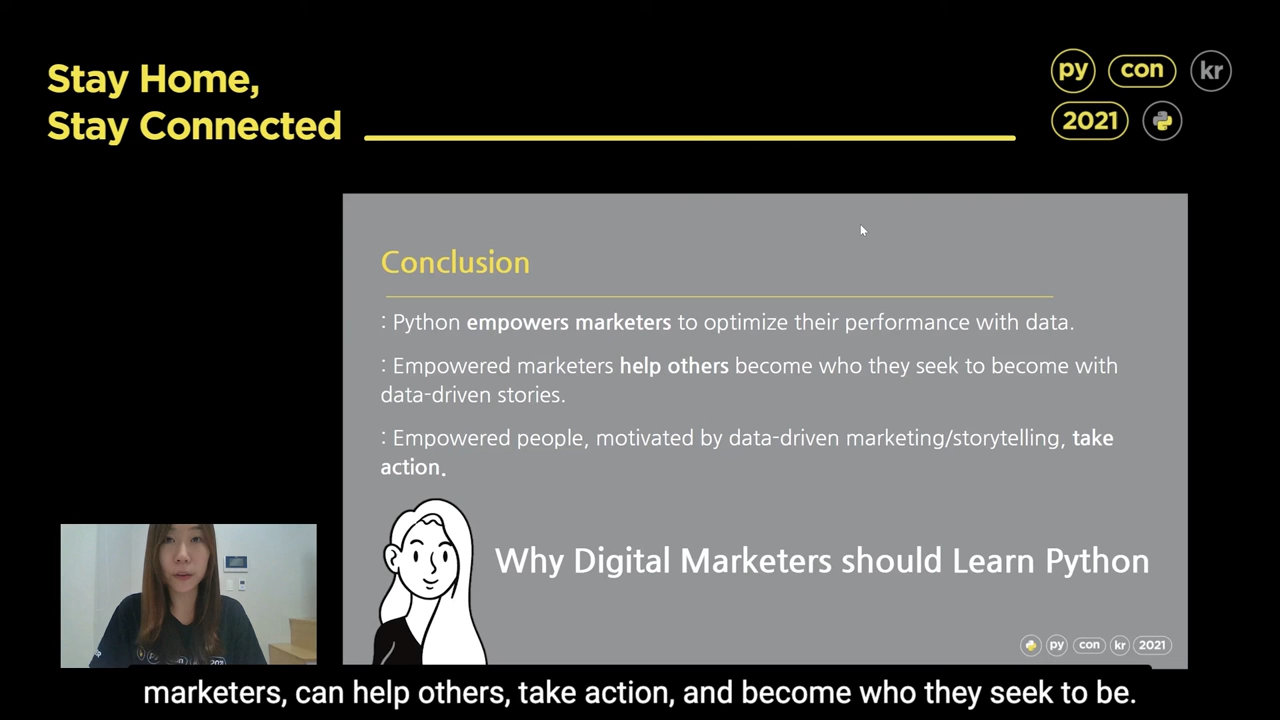 Stay Home,
Stay Connected
py con kr
2021
Conclusion
: Python empowers marketers to optimize their performance with data.
: Empowered marketers help others become who they seek to become with
data-driven stories.
: Empowered people, motivated by data-driven marketing/storytelling, take
action.
Why Digital Marketers should Learn Python
py con kr 2021
marketers, can help others, take action, and become who they seek to be.